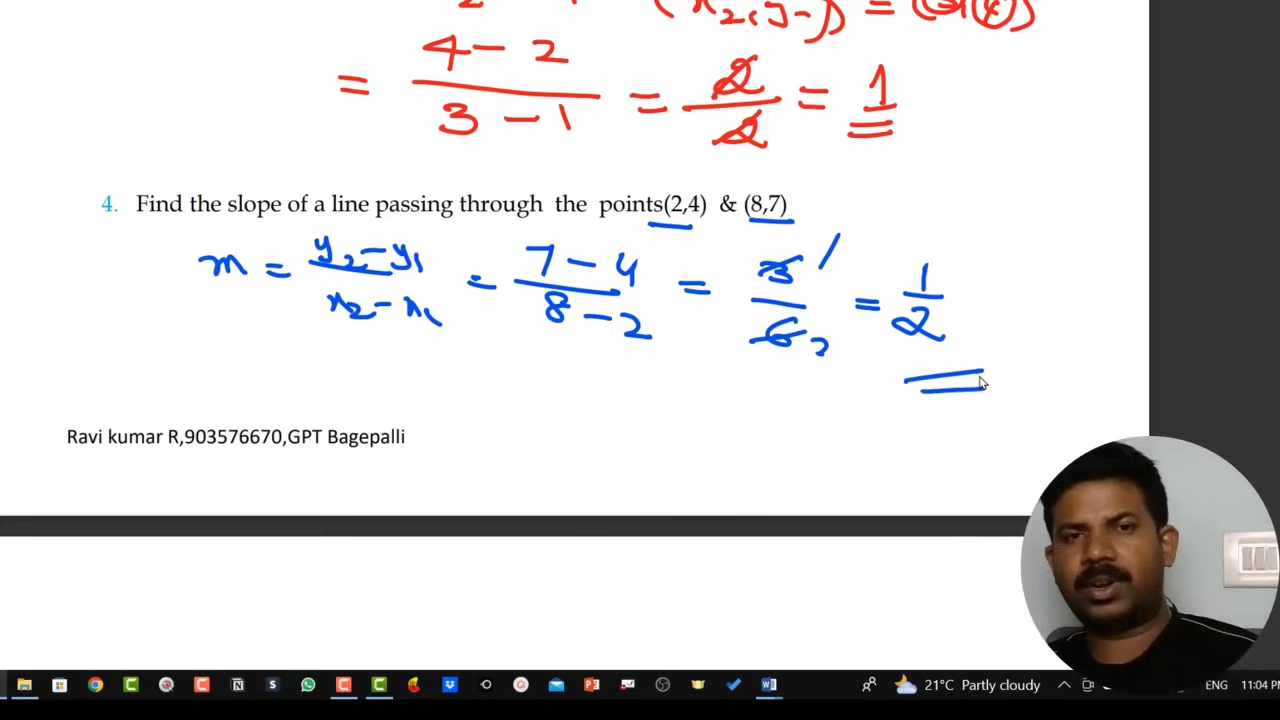 = 4 - 2 / 3 - 1 = 2 / 2 = 1
4. Find the slope of a line passing through the points(2,4) & (8,7)
m = y₂ - y₁ / x₂ - x₁ = 7 - 4 / 8 - 2 = 3 1 / 6 2 = 1 / 2
Ravi kumar R,903576670,GPT Bagepalli
21°C Partly cloudy ENG 11:04 PM